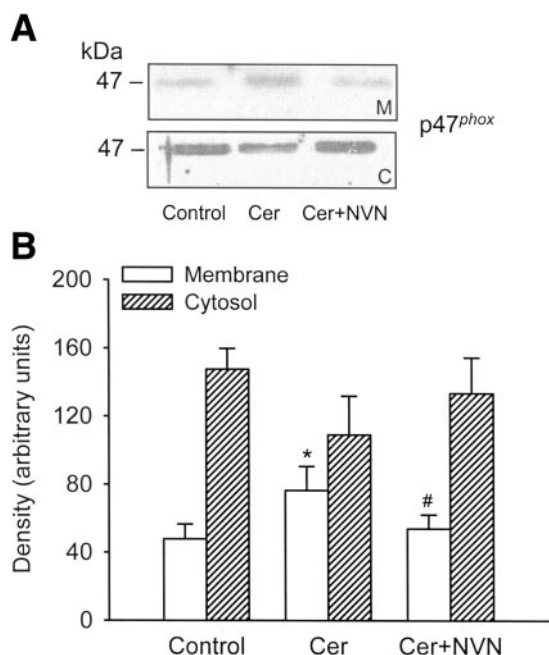 A
kDa
47
M
p47phox
47
C
Control Cer Cer+NVN
B
Density (arbitrary units)
200
160
120
80
40
0
Membrane
Cytosol
*
#
Control Cer Cer+NVN